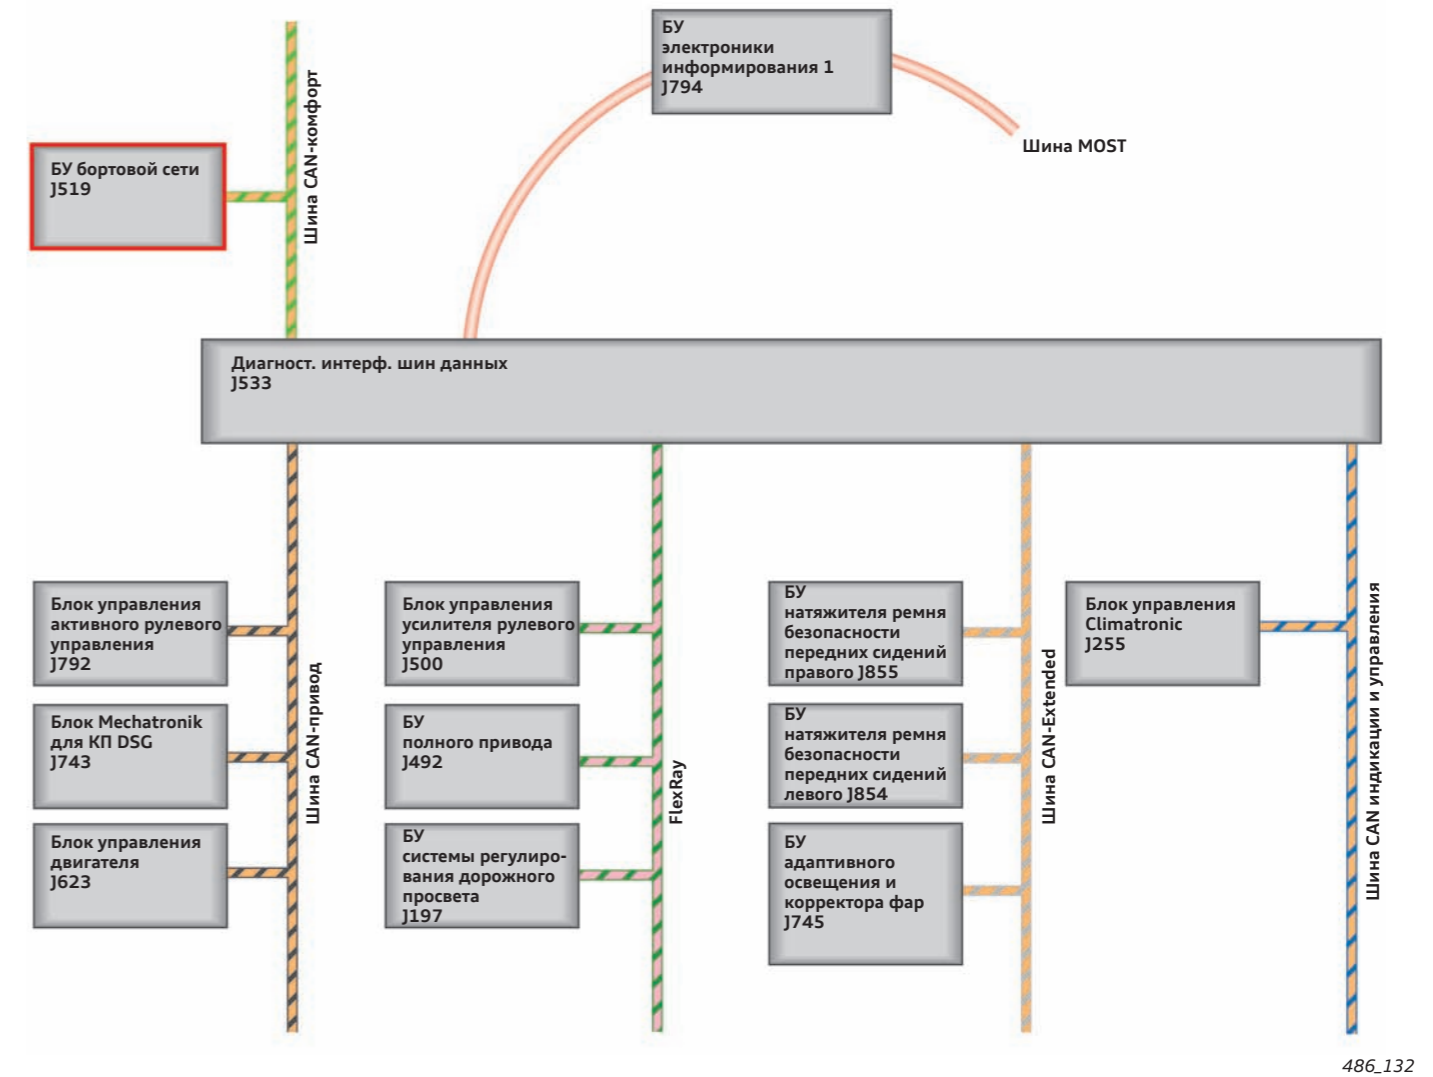 БУ
электроники
информирования 1
J794
Шина MOST
Шина CAN-комфорт
БУ бортовой сети
J519
Диагност. интерф. шин данных
J533
Блок управления
активного рулевого
управления
J792
Блок Mechatronik
для КП DSG
J743
Блок управления
двигателя
J623
Шина CAN-привод
Блок управления
усилителя рулевого
управления
J500
БУ
полного привода
J492
БУ
системы регулиро-
вания дорожного
просвета
J197
FlexRay
БУ
натяжителя ремня
безопасности
передних сидений
правого J855
БУ
натяжителя ремня
безопасности
передних сидений
левого J854
БУ
адаптивного
освещения и
корректора фар
J745
Шина CAN-Extended
Блок управления
Climatronic
J255
Шина CAN индикации и управления
486_132